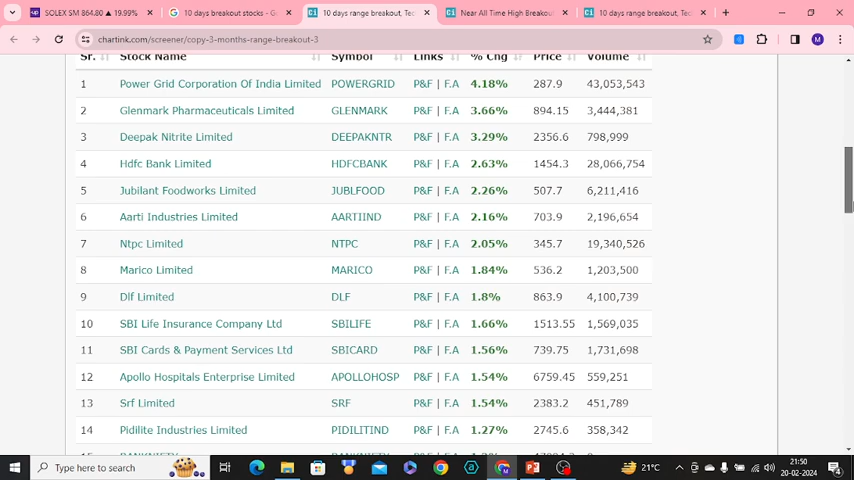 SOLEX SM 864.80 ▲ 19.99%
10 days breakout stocks - G
10 days range breakout, Tec
Near All Time High Breakout
10 days range breakout, Tec
chartink.com/screener/copy-3-months-range-breakout-3
M
Sr. Stock Name Symbol Links % Chg Price Volume
1 Power Grid Corporation Of India Limited POWERGRID P&F | F.A 4.18% 287.9 43,053,543
2 Glenmark Pharmaceuticals Limited GLENMARK P&F | F.A 3.66% 894.15 3,444,381
3 Deepak Nitrite Limited DEEPAKNTR P&F | F.A 3.29% 2356.6 798,999
4 Hdfc Bank Limited HDFCBANK P&F | F.A 2.63% 1454.3 28,066,754
5 Jubilant Foodworks Limited JUBLFOOD P&F | F.A 2.26% 507.7 6,211,416
6 Aarti Industries Limited AARTIIND P&F | F.A 2.16% 703.9 2,196,654
7 Ntpc Limited NTPC P&F | F.A 2.05% 345.7 19,340,526
8 Marico Limited MARICO P&F | F.A 1.84% 536.2 1,203,500
9 Dlf Limited DLF P&F | F.A 1.8% 863.9 4,100,739
10 SBI Life Insurance Company Ltd SBILIFE P&F | F.A 1.66% 1513.55 1,569,035
11 SBI Cards & Payment Services Ltd SBICARD P&F | F.A 1.56% 739.75 1,731,698
12 Apollo Hospitals Enterprise Limited APOLLOHOSP P&F | F.A 1.54% 6759.45 559,251
13 Srf Limited SRF P&F | F.A 1.54% 2383.2 451,789
14 Pidilite Industries Limited PIDILITIND P&F | F.A 1.27% 2745.6 358,342
Type here to search
21°C
21:50
20-02-2024
4